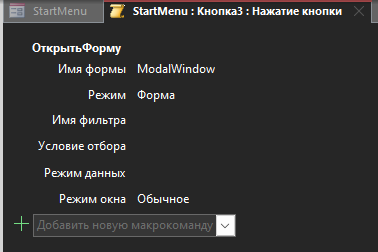 StartMenu
StartMenu : Кнопка3 : Нажатие кнопки
ОткрытьФорму
Имя формы ModalWindow
Режим Форма
Имя фильтра
Условие отбора
Режим данных
Режим окна Обычное
Добавить новую макрокоманду